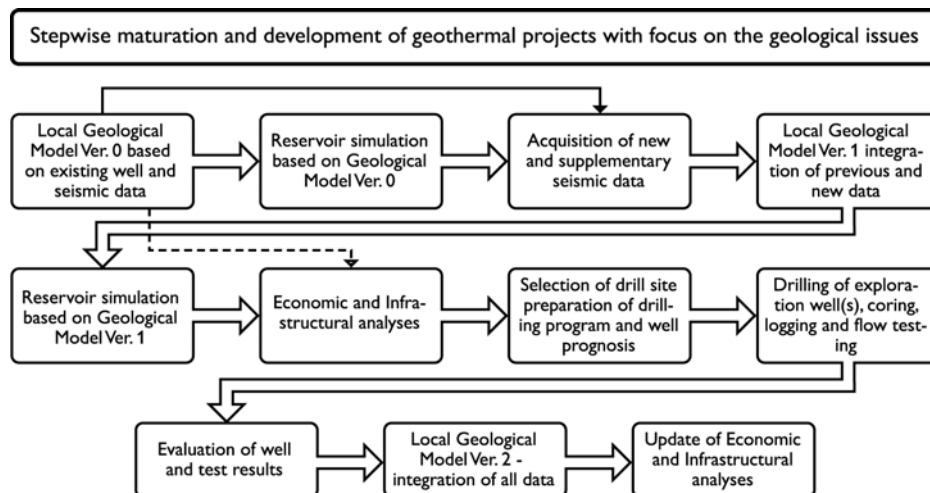 Stepwise maturation and development of geothermal projects with focus on the geological issues
Local Geological
Model Ver. 0 based
on existing well and
seismic data
Reservoir simulation
based on Geological
Model Ver. 0
Acquisition of new
and supplementary
seismic data
Local Geological
Model Ver. 1 integra-
tion of previous and
new data
Reservoir simulation
based on Geological
Model Ver. 1
Economic and Infra-
structural analyses
Selection of drill site
preparation of drill-
ing program and well
prognosis
Drilling of explora-
tion well(s), coring,
logging and flow test-
ing
Evaluation of well
and test results
Local Geological
Model Ver. 2 -
integration of all data
Update of Economic
and Infrastructural
analyses